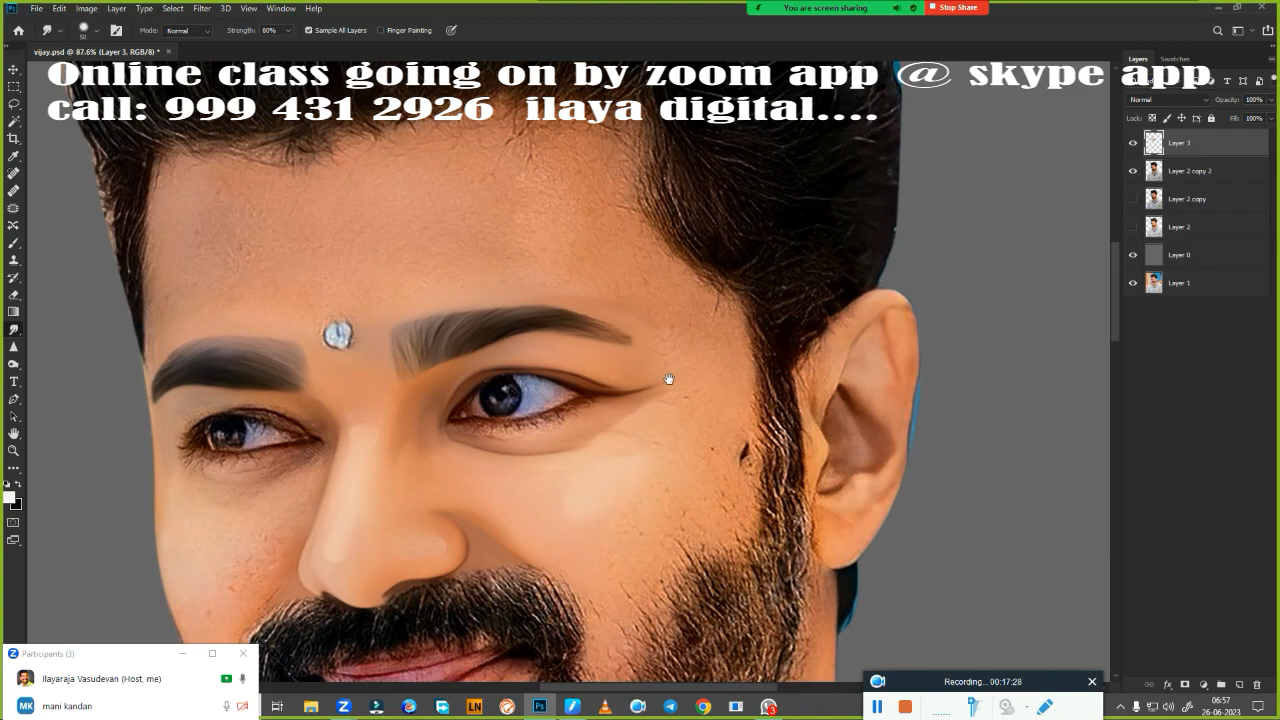 File Edit Image Layer Type Select Filter 3D View Window Help
You are screen sharing
Stop Share
50
Mode: Normal
Strength: 80%
Sample All Layers
Finger Painting
vijay.psd @ 87.6% (Layer 3, RGB/8) *
Online class going on by zoom app @ skype app
call: 999 431 2926 ilaya digital....
Layers Swatches
Normal
Opacity: 100%
Lock:
Fill: 100%
Layer 3
Layer 2 copy 2
Layer 2 copy
Layer 2
Layer 0
Layer 1
Participants (3)
Ilayaraja Vasudevan (Host, me)
MK mani kandan
LN
Ps
3
Recording... 00:17:28
06:57
26-06-2023